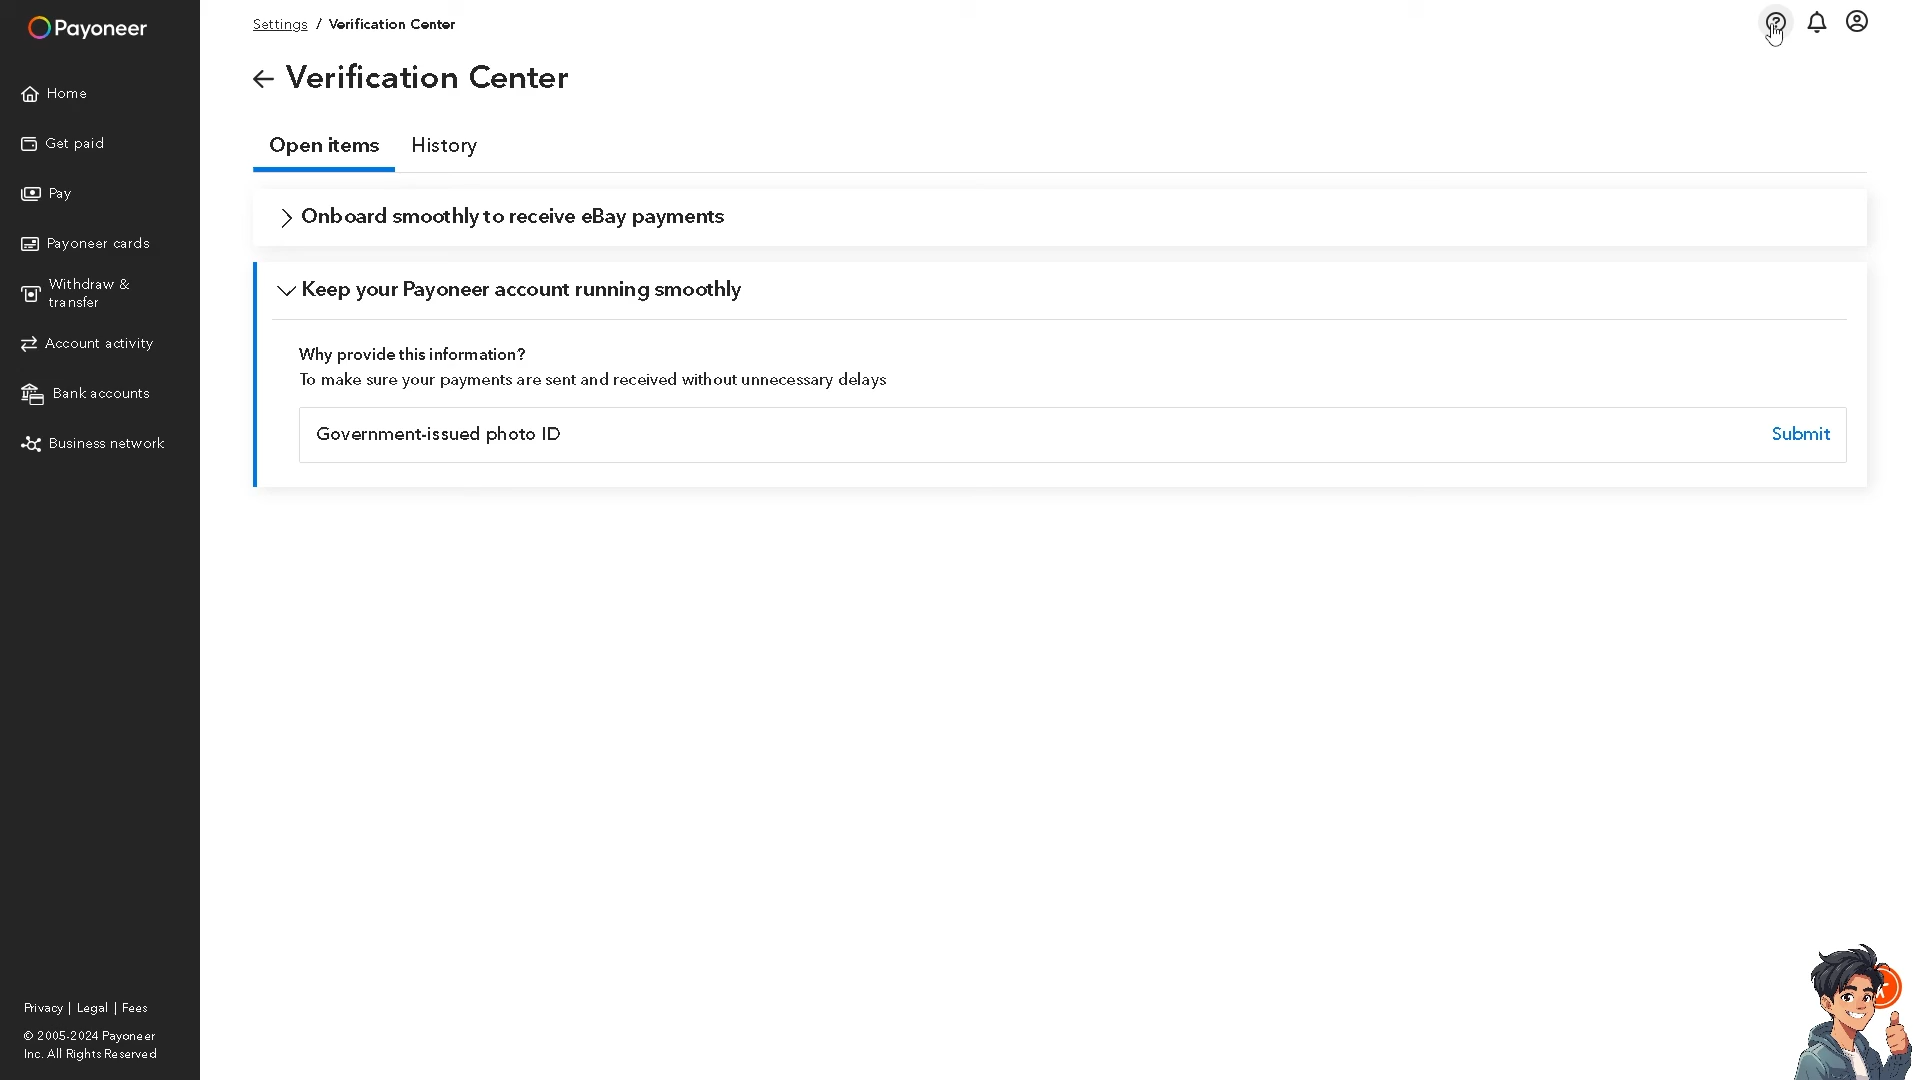 Payoneer
Home
Get paid
Pay
Payoneer cards
Withdraw &
transfer
Account activity
Bank accounts
Business network
Privacy | Legal | Fees
© 2005-2024 Payoneer
Inc. All Rights Reserved
Settings / Verification Center
Verification Center
Open items
History
Onboard smoothly to receive eBay payments
Keep your Payoneer account running smoothly
Why provide this information?
To make sure your payments are sent and received without unnecessary delays
Government-issued photo ID
Submit